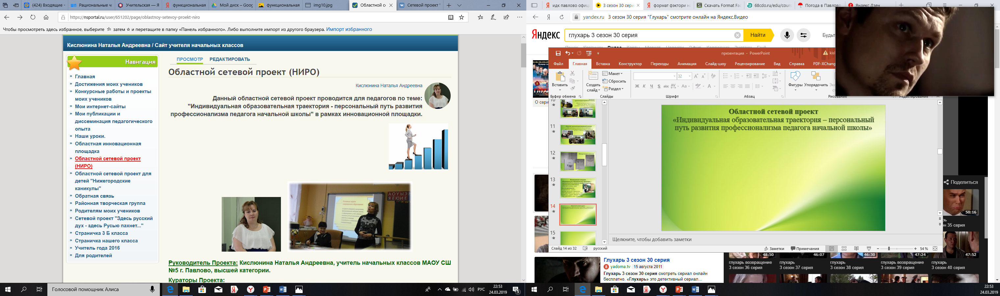 (424) Входящие -
Рациональные ч
Учительская — Я
функциональная
Мой диск – Goog
функциональная
img10.jpg
Областной се
Сетевой проект "
https://nsportal.ru/user/651202/page/oblastnoy-setevoy-proekt-niro
Чтобы просмотреть здесь избранное, выберите затем ☆ и перетащите в папку «Панель избранного». Либо выполните импорт из другого браузера. Импорт избранного
Кислюнина Наталья Андреевна / Сайт учителя начальных классов
Навигация
» Главная
» Достижения моих учеников
» Конкурсные работы и проекты
моих учеников
» Мои интернет-сайты
» Мои публикации и
диссеминация педагогического
опыта
» Наши уроки.
» Областная инновационная
площадка
» Областной сетевой проект
(НИРО)
» Областной сетевой проект для
детей "Нижегородские
каникулы"
» Обратная связь
» Районная творческая группа
» Родителям моих учеников
» Сетевой проект "Здесь русский
дух - здесь Русью пахнет..."
» Страничка 3 Б класса
» Страничка нашего класса
» Учитель года 2016
» Для родителей
ПРОСМОТР РЕДАКТИРОВАТЬ
Областной сетевой проект (НИРО)
Кислюнина Наталья Андреевна
Данный областной сетевой проект проводится для педагогов по теме:
"Индивидуальная образовательная траектория - персональный путь развития
профессионализма педагога начальной школы" в рамках инновационной площадки.
Руководитель Проекта: Кислюнина Наталья Андреевна, учитель начальных классов МАОУ СШ
№5 г. Павлово, высшей категории.
Кураторы Проекта:
Голосовой помощник Алиса
РУС
22:53
24.03.2019
5
идк павлово офиц
3 сезон 30 сери
формат фэктори н
Скачать Format Fac
68cdo.ru/edu/cours
Погода в Павлово
Яндекс.Дзен
yandex.ru 3 сезон 30 серия "Глухарь" смотрите онлайн на Яндекс.Видео
Яндекс
глухарь 3 сезон 30 серия
Найти
Будьт
презентация - PowerPoint
Файл Главная Вставка Конструктор Переходы Анимация Слайд-шоу Рецензирование Вид Справка PDF-XChang
Вставить
Буфер обмена
Создать
слайд
Макет
Сбросить
Раздел
Слайды
32
Ж К Ч S abc AV Aa A
Шрифт
Абзац
Фигуры Упорядочить
О сери
10
11
12
13
14
15
Областной сетевой проект
«Индивидуальная образовательная траектория – персональный
путь развития профессионализма педагога начальной школы»
Щелкните, чтобы добавить заметки
Слайд 14 из 32 русский
Заметки Примечания
54 %
Поделиться
50:16
он 35 серия
48:50
46:07
46:30
47:24
47:52
глухарь возвращение
3 сезон 36 серия
глухарь
3 сезон 37 серия
глухарь
3 сезон 38 серия
глухарь возвращение
3 сезон 39 серия
глухарь
3 сезон 40 серия
Глухарь 3 сезон 30 серия
yadoma.tv 15 августа 2011
Глухарь 3 сезон 30 серия смотреть сериал онлайн
бесплатно. «Глухарь» это детективный сериал...
22:53
24.03.2019